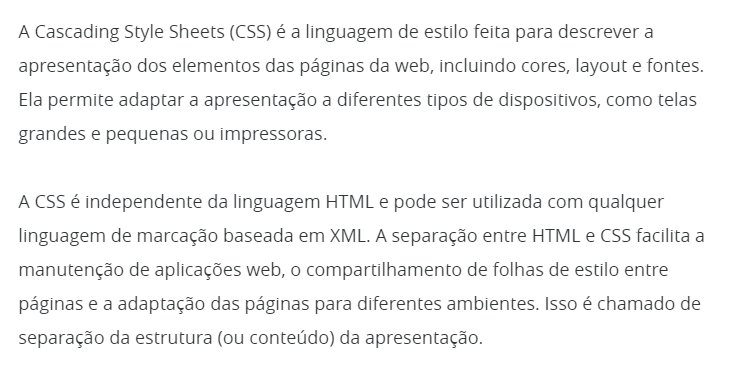 A Cascading Style Sheets (CSS) é a linguagem de estilo feita para descrever a
apresentação dos elementos das páginas da web, incluindo cores, layout e fontes.
Ela permite adaptar a apresentação a diferentes tipos de dispositivos, como telas
grandes e pequenas ou impressoras.
A CSS é independente da linguagem HTML e pode ser utilizada com qualquer
linguagem de marcação baseada em XML. A separação entre HTML e CSS facilita a
manutenção de aplicações web, o compartilhamento de folhas de estilo entre
páginas e a adaptação das páginas para diferentes ambientes. Isso é chamado de
separação da estrutura (ou conteúdo) da apresentação.